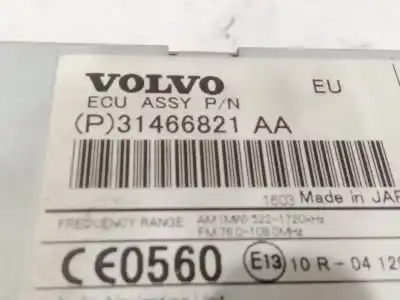 VOLVO EU
ECU ASSY P/N
(P)31466821 AA
1603 Made in JAP
FREQUENCY RANGE AM (MW) 522-1720kHz
FM 76.0-108.0MHz
CE0560 E13 10 R-04 12